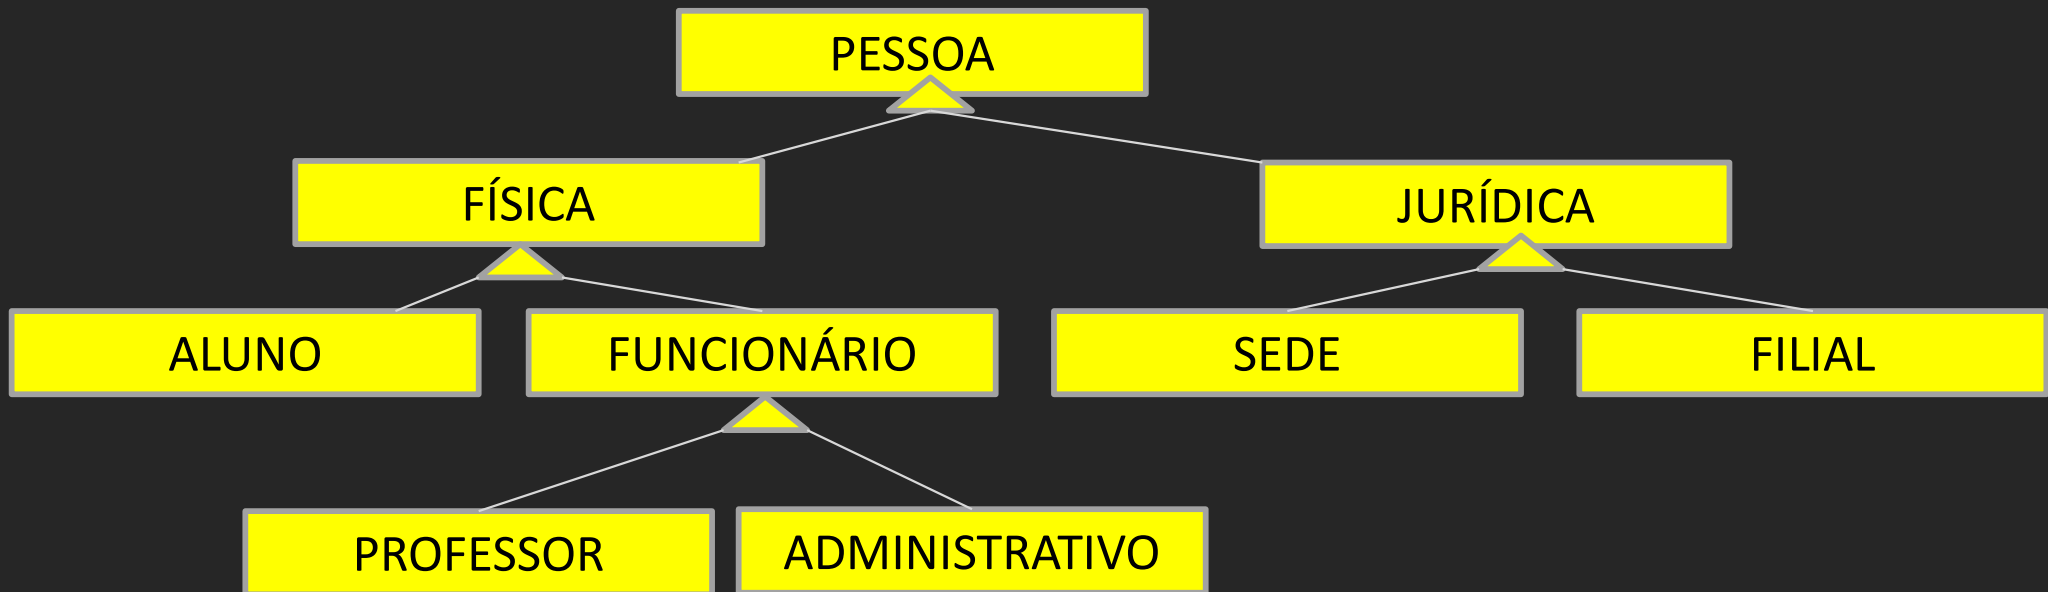 PESSOA
FÍSICA
JURÍDICA
ALUNO
FUNCIONÁRIO
SEDE
FILIAL
PROFESSOR
ADMINISTRATIVO